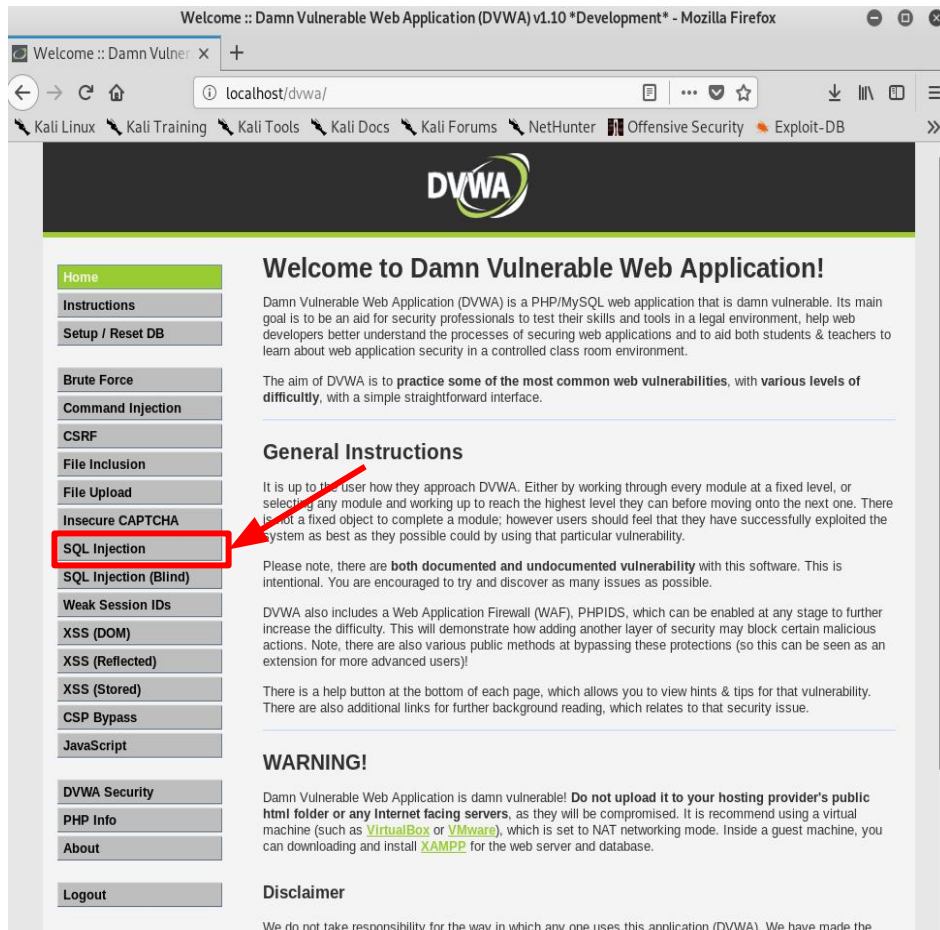 Welcome :: Damn Vulnerable Web Application (DVWA) v1.10 *Development* - Mozilla Firefox
Welcome :: Damn Vulner
localhost/dvwa/
Kali Linux Kali Training Kali Tools Kali Docs Kali Forums NetHunter Offensive Security Exploit-DB
DVWA
Home
Instructions
Setup / Reset DB
Brute Force
Command Injection
CSRF
File Inclusion
File Upload
Insecure CAPTCHA
SQL Injection
SQL Injection (Blind)
Weak Session IDs
XSS (DOM)
XSS (Reflected)
XSS (Stored)
CSP Bypass
JavaScript
DVWA Security
PHP Info
About
Logout
Welcome to Damn Vulnerable Web Application!
Damn Vulnerable Web Application (DVWA) is a PHP/MySQL web application that is damn vulnerable. Its main
goal is to be an aid for security professionals to test their skills and tools in a legal environment, help web
developers better understand the processes of securing web applications and to aid both students & teachers to
learn about web application security in a controlled class room environment.
The aim of DVWA is to practice some of the most common web vulnerabilities, with various levels of
difficultly, with a simple straightforward interface.
General Instructions
It is up to the user how they approach DVWA. Either by working through every module at a fixed level, or
selecting any module and working up to reach the highest level they can before moving onto the next one. There
is not a fixed object to complete a module; however users should feel that they have successfully exploited the
system as best as they possible could by using that particular vulnerability.
Please note, there are both documented and undocumented vulnerability with this software. This is
intentional. You are encouraged to try and discover as many issues as possible.
DVWA also includes a Web Application Firewall (WAF), PHPIDS, which can be enabled at any stage to further
increase the difficulty. This will demonstrate how adding another layer of security may block certain malicious
actions. Note, there are also various public methods at bypassing these protections (so this can be seen as an
extension for more advanced users)!
There is a help button at the bottom of each page, which allows you to view hints & tips for that vulnerability.
There are also additional links for further background reading, which relates to that security issue.
WARNING!
Damn Vulnerable Web Application is damn vulnerable! Do not upload it to your hosting provider's public
html folder or any Internet facing servers, as they will be compromised. It is recommend using a virtual
machine (such as VirtualBox or VMware), which is set to NAT networking mode. Inside a guest machine, you
can downloading and install XAMPP for the web server and database.
Disclaimer
We do not take responsibility for the way in which any one uses this application (DVWA). We have made the